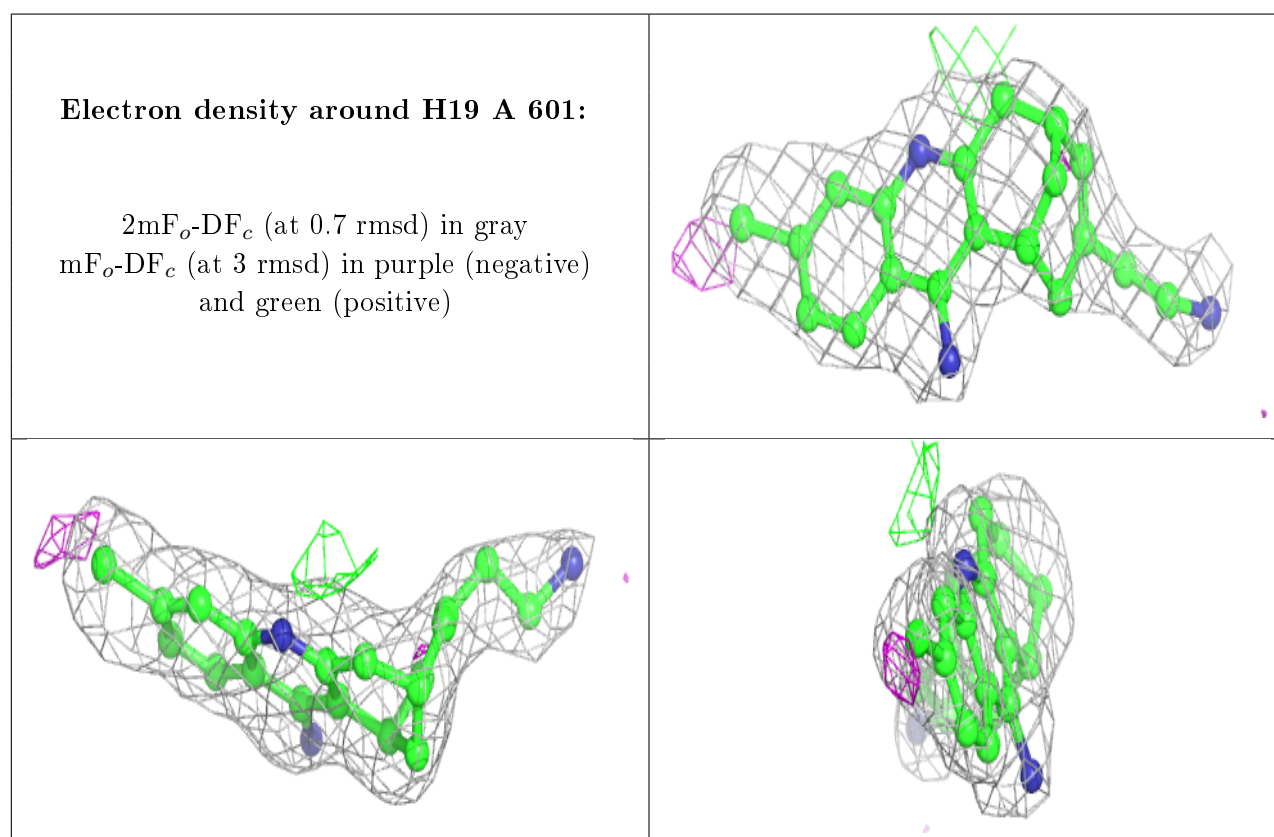 Electron density around H19 A 601:
2mFo-DFc (at 0.7 rmsd) in gray
mFo-DFc (at 3 rmsd) in purple (negative)
and green (positive)